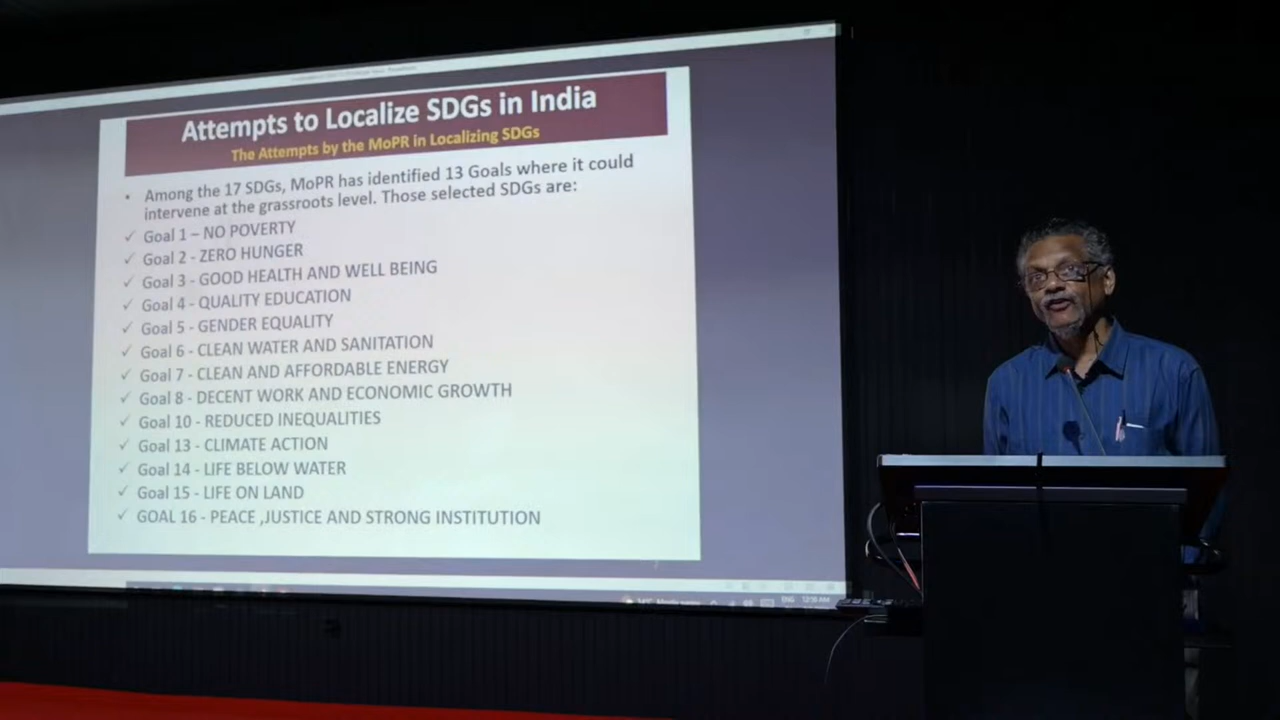 Attempts to Localize SDGs in India
The Attempts by the MoPR in Localizing SDGs
• Among the 17 SDGs, MoPR has identified 13 Goals where it could
intervene at the grassroots level. Those selected SDGs are:
✓ Goal 1 – NO POVERTY
✓ Goal 2 - ZERO HUNGER
✓ Goal 3 - GOOD HEALTH AND WELL BEING
✓ Goal 4 - QUALITY EDUCATION
✓ Goal 5 - GENDER EQUALITY
✓ Goal 6 - CLEAN WATER AND SANITATION
✓ Goal 7 - CLEAN AND AFFORDABLE ENERGY
✓ Goal 8 - DECENT WORK AND ECONOMIC GROWTH
✓ Goal 10 - REDUCED INEQUALITIES
✓ Goal 13 - CLIMATE ACTION
✓ Goal 14 - LIFE BELOW WATER
✓ Goal 15 - LIFE ON LAND
✓ GOAL 16 - PEACE ,JUSTICE AND STRONG INSTITUTION
ENG